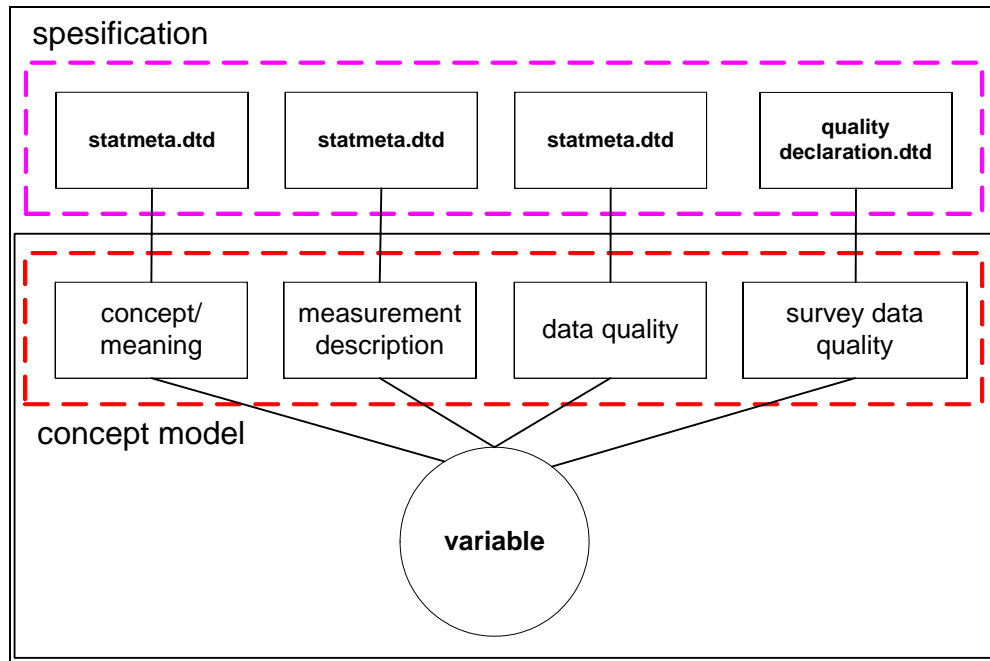 spesification
statmeta.dtd
statmeta.dtd
statmeta.dtd
quality
declaration.dtd
concept/
meaning
measurement
description
data quality
survey data
quality
concept model
variable